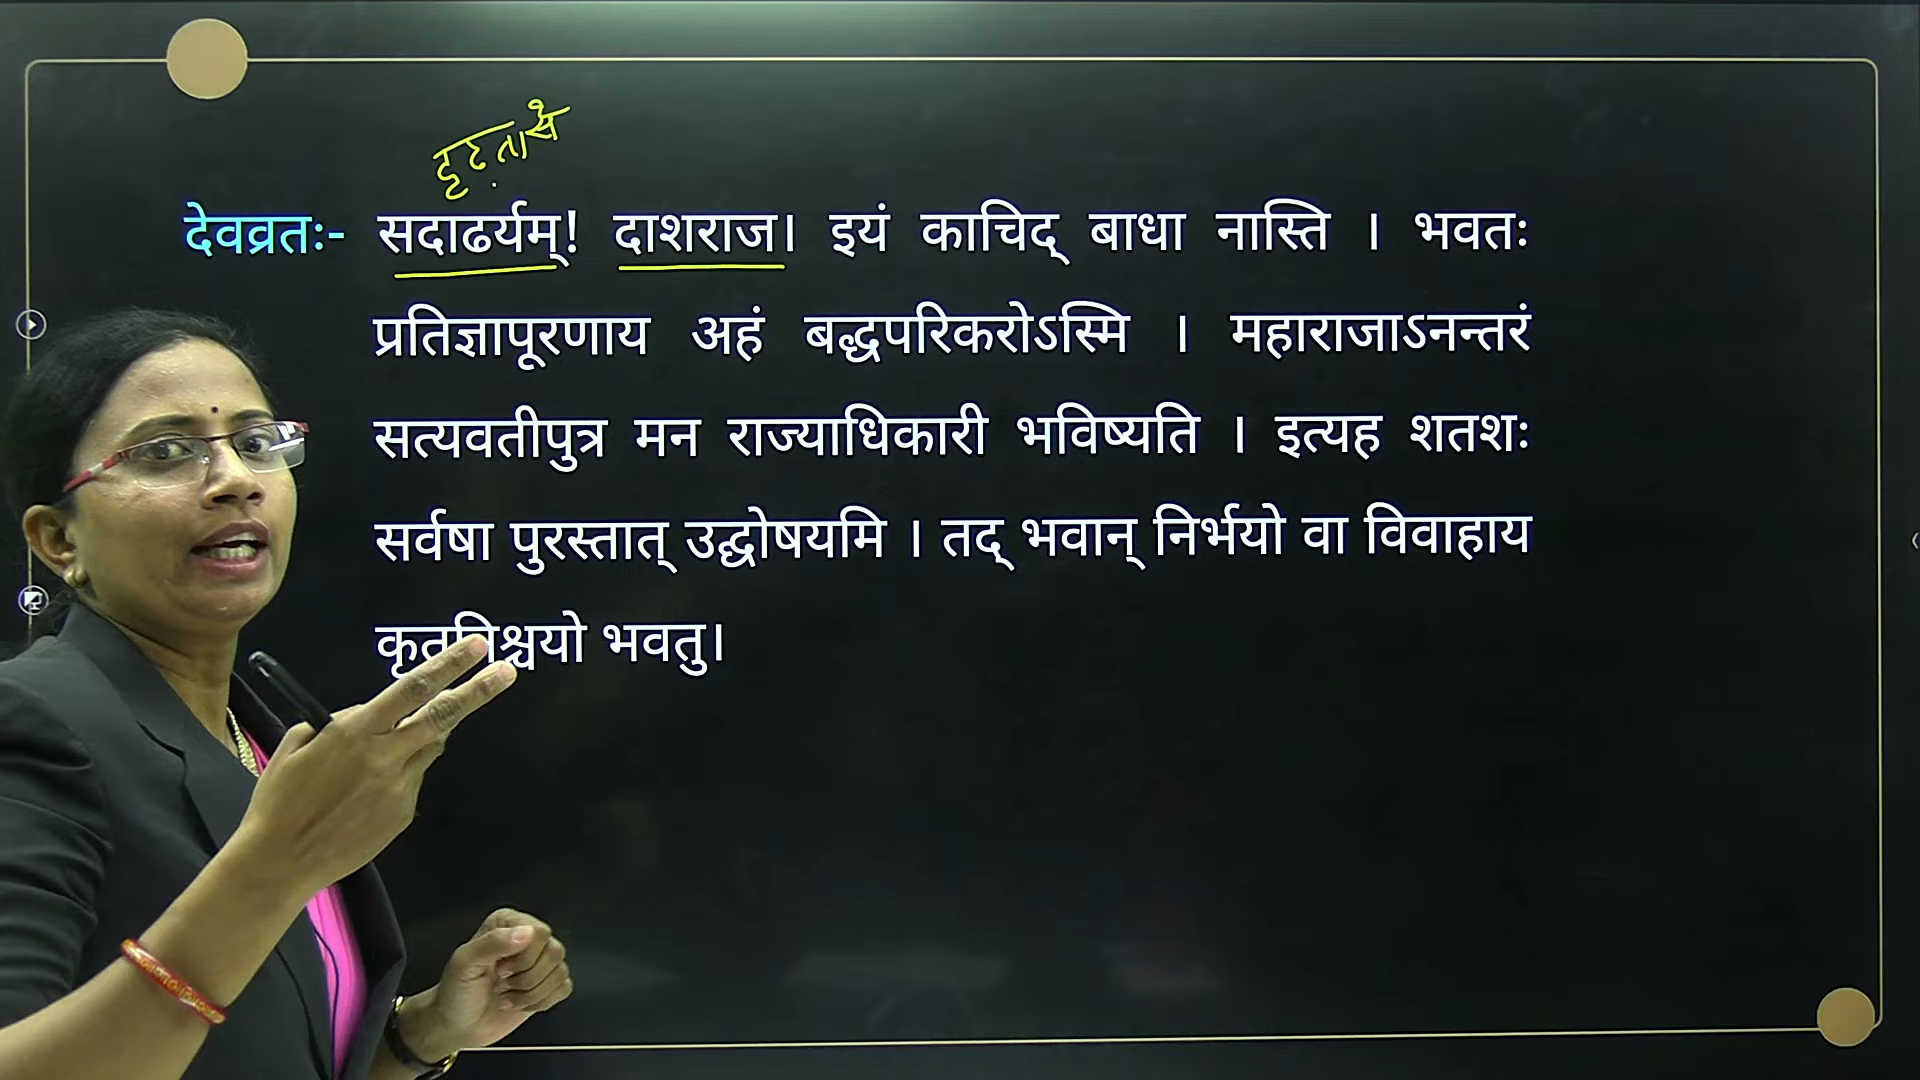 दृढ़ता से
देवव्रतः- सदाढर्यम्! दाशराज। इयं काचिद् बाधा नास्ति । भवतः
प्रतिज्ञापूरणाय अहं बद्धपरिकरोऽस्मि । महाराजाऽनन्तरं
सत्यवतीपुत्र मन राज्याधिकारी भविष्यति । इत्यह शतशः
सर्वषा पुरस्तात् उद्घोषयमि । तद् भवान् निर्भयो वा विवाहाय
कृतनिश्चयो भवतु।